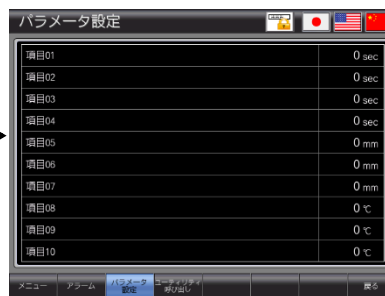 パラメータ設定
項目01 0 sec
項目02 0 sec
項目03 0 sec
項目04 0 sec
項目05 0 mm
項目06 0 mm
項目07 0 mm
項目08 0 ℃
項目09 0 ℃
項目10 0 ℃
メニュー アラーム パラメータ 設定 ユーティリティ 呼び出し 戻る